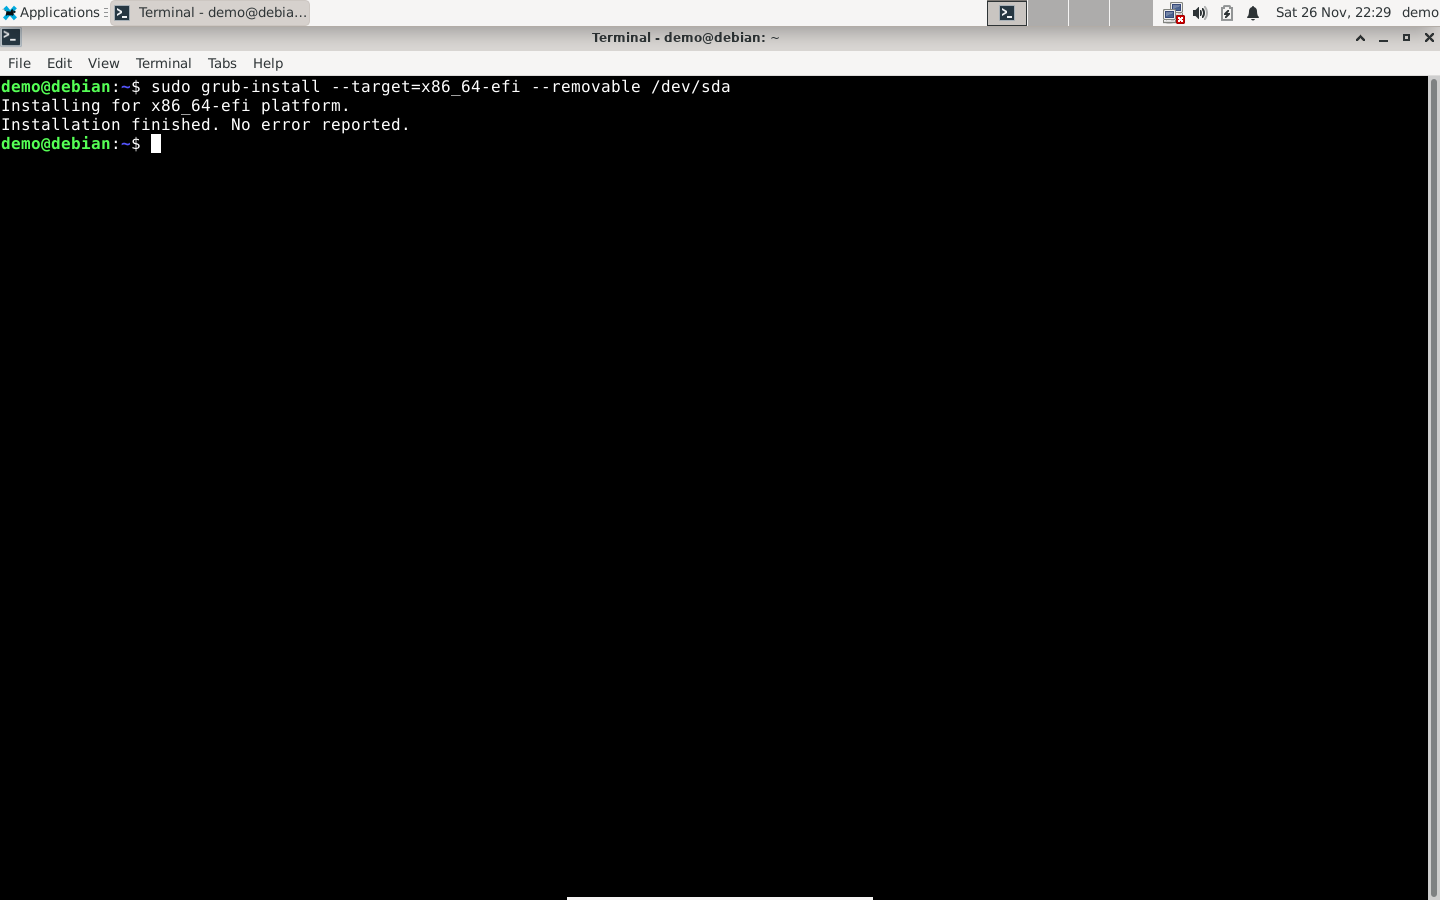 Applications
Terminal - demo@debia...
Sat 26 Nov, 22:29
demo
Terminal - demo@debian: ~
File Edit View Terminal Tabs Help
demo@debian:~$ sudo grub-install --target=x86_64-efi --removable /dev/sda
Installing for x86_64-efi platform.
Installation finished. No error reported.
demo@debian:~$